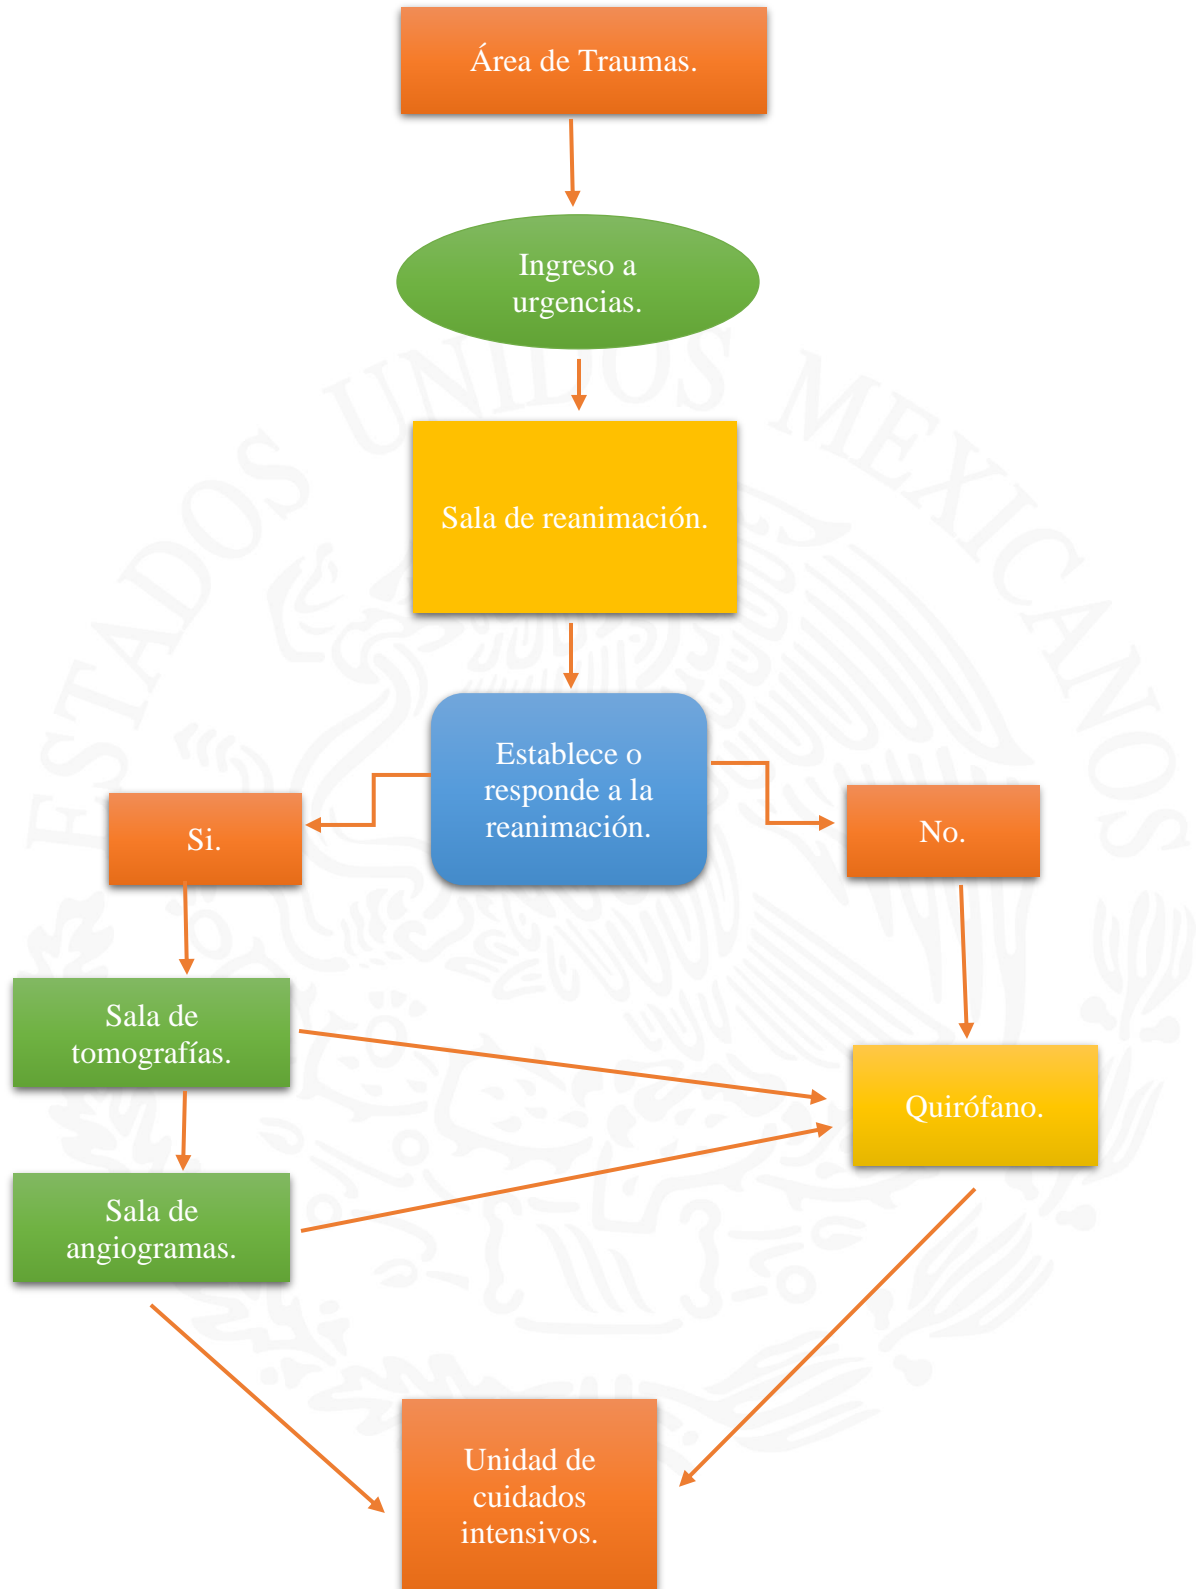 Área de Traumas.
Ingreso a
urgencias.
ESTADOS UNIDOS MEXICANOS
Sala de reanimación.
Establece o
responde a la
reanimación.
Si.
No.
Sala de
tomografías.
Quirófano.
Sala de
angiogramas.
Unidad de
cuidados
intensivos.